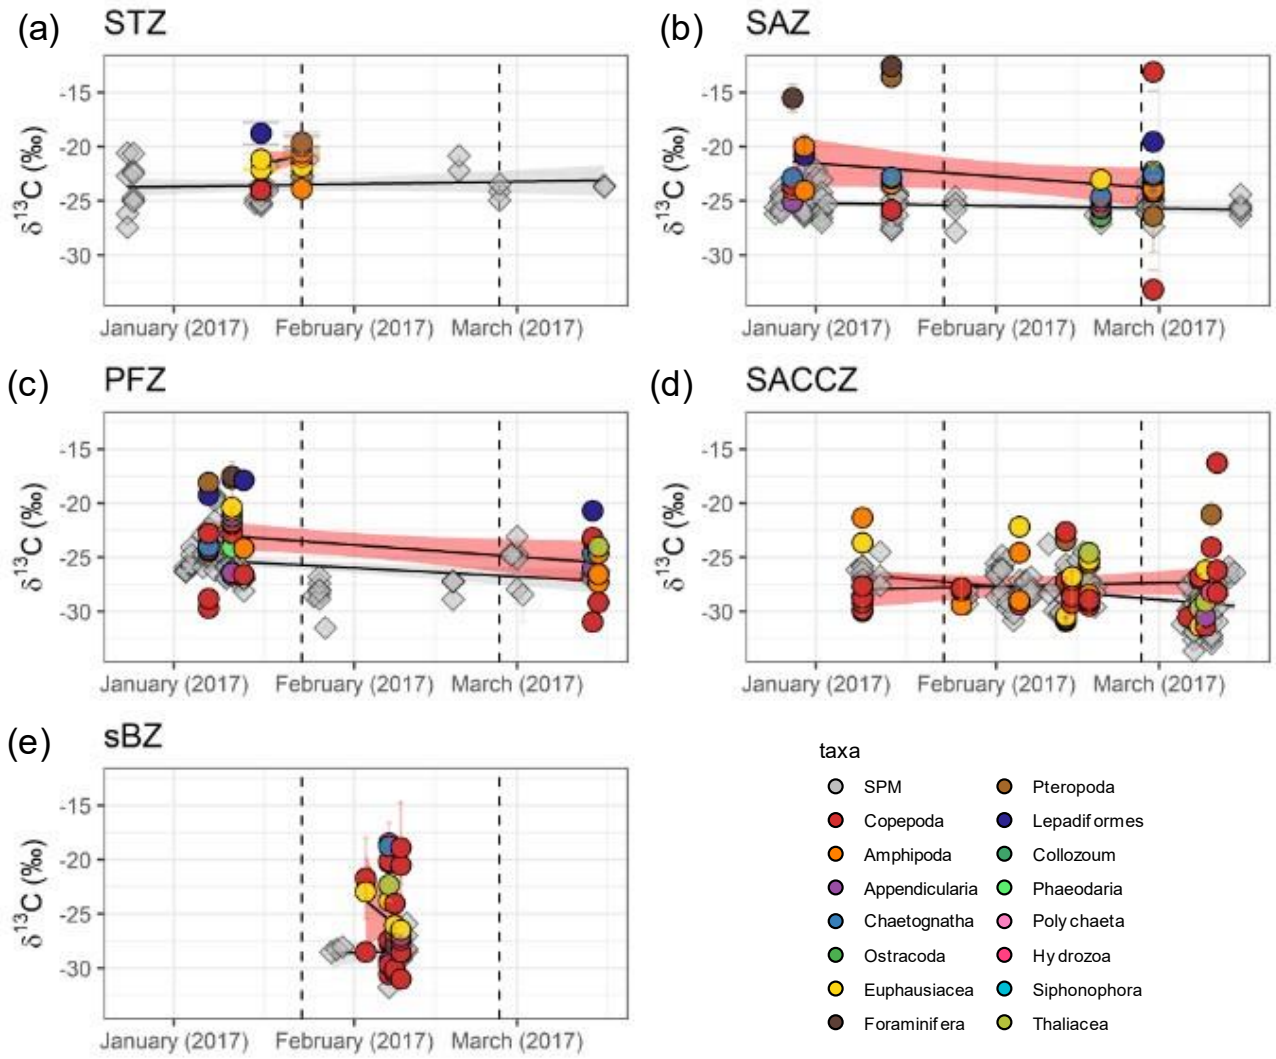 (a) STZ
(b) SAZ
δ¹³C (‰)
-15
-20
-25
-30
January (2017) February (2017) March (2017)
δ¹³C (‰)
-15
-20
-25
-30
January (2017) February (2017) March (2017)
(c) PFZ
(d) SACCZ
δ¹³C (‰)
-15
-20
-25
-30
January (2017) February (2017) March (2017)
δ¹³C (‰)
-15
-20
-25
-30
January (2017) February (2017) March (2017)
(e) sBZ
δ¹³C (‰)
-15
-20
-25
-30
January (2017) February (2017) March (2017)
taxa
SPM
Copepoda
Amphipoda
Appendicularia
Chaetognatha
Ostracoda
Euphausiacea
Foraminifera
Pteropoda
Lepadiformes
Collozoum
Phaeodaria
Polychaeta
Hydrozoa
Siphonophora
Thaliacea